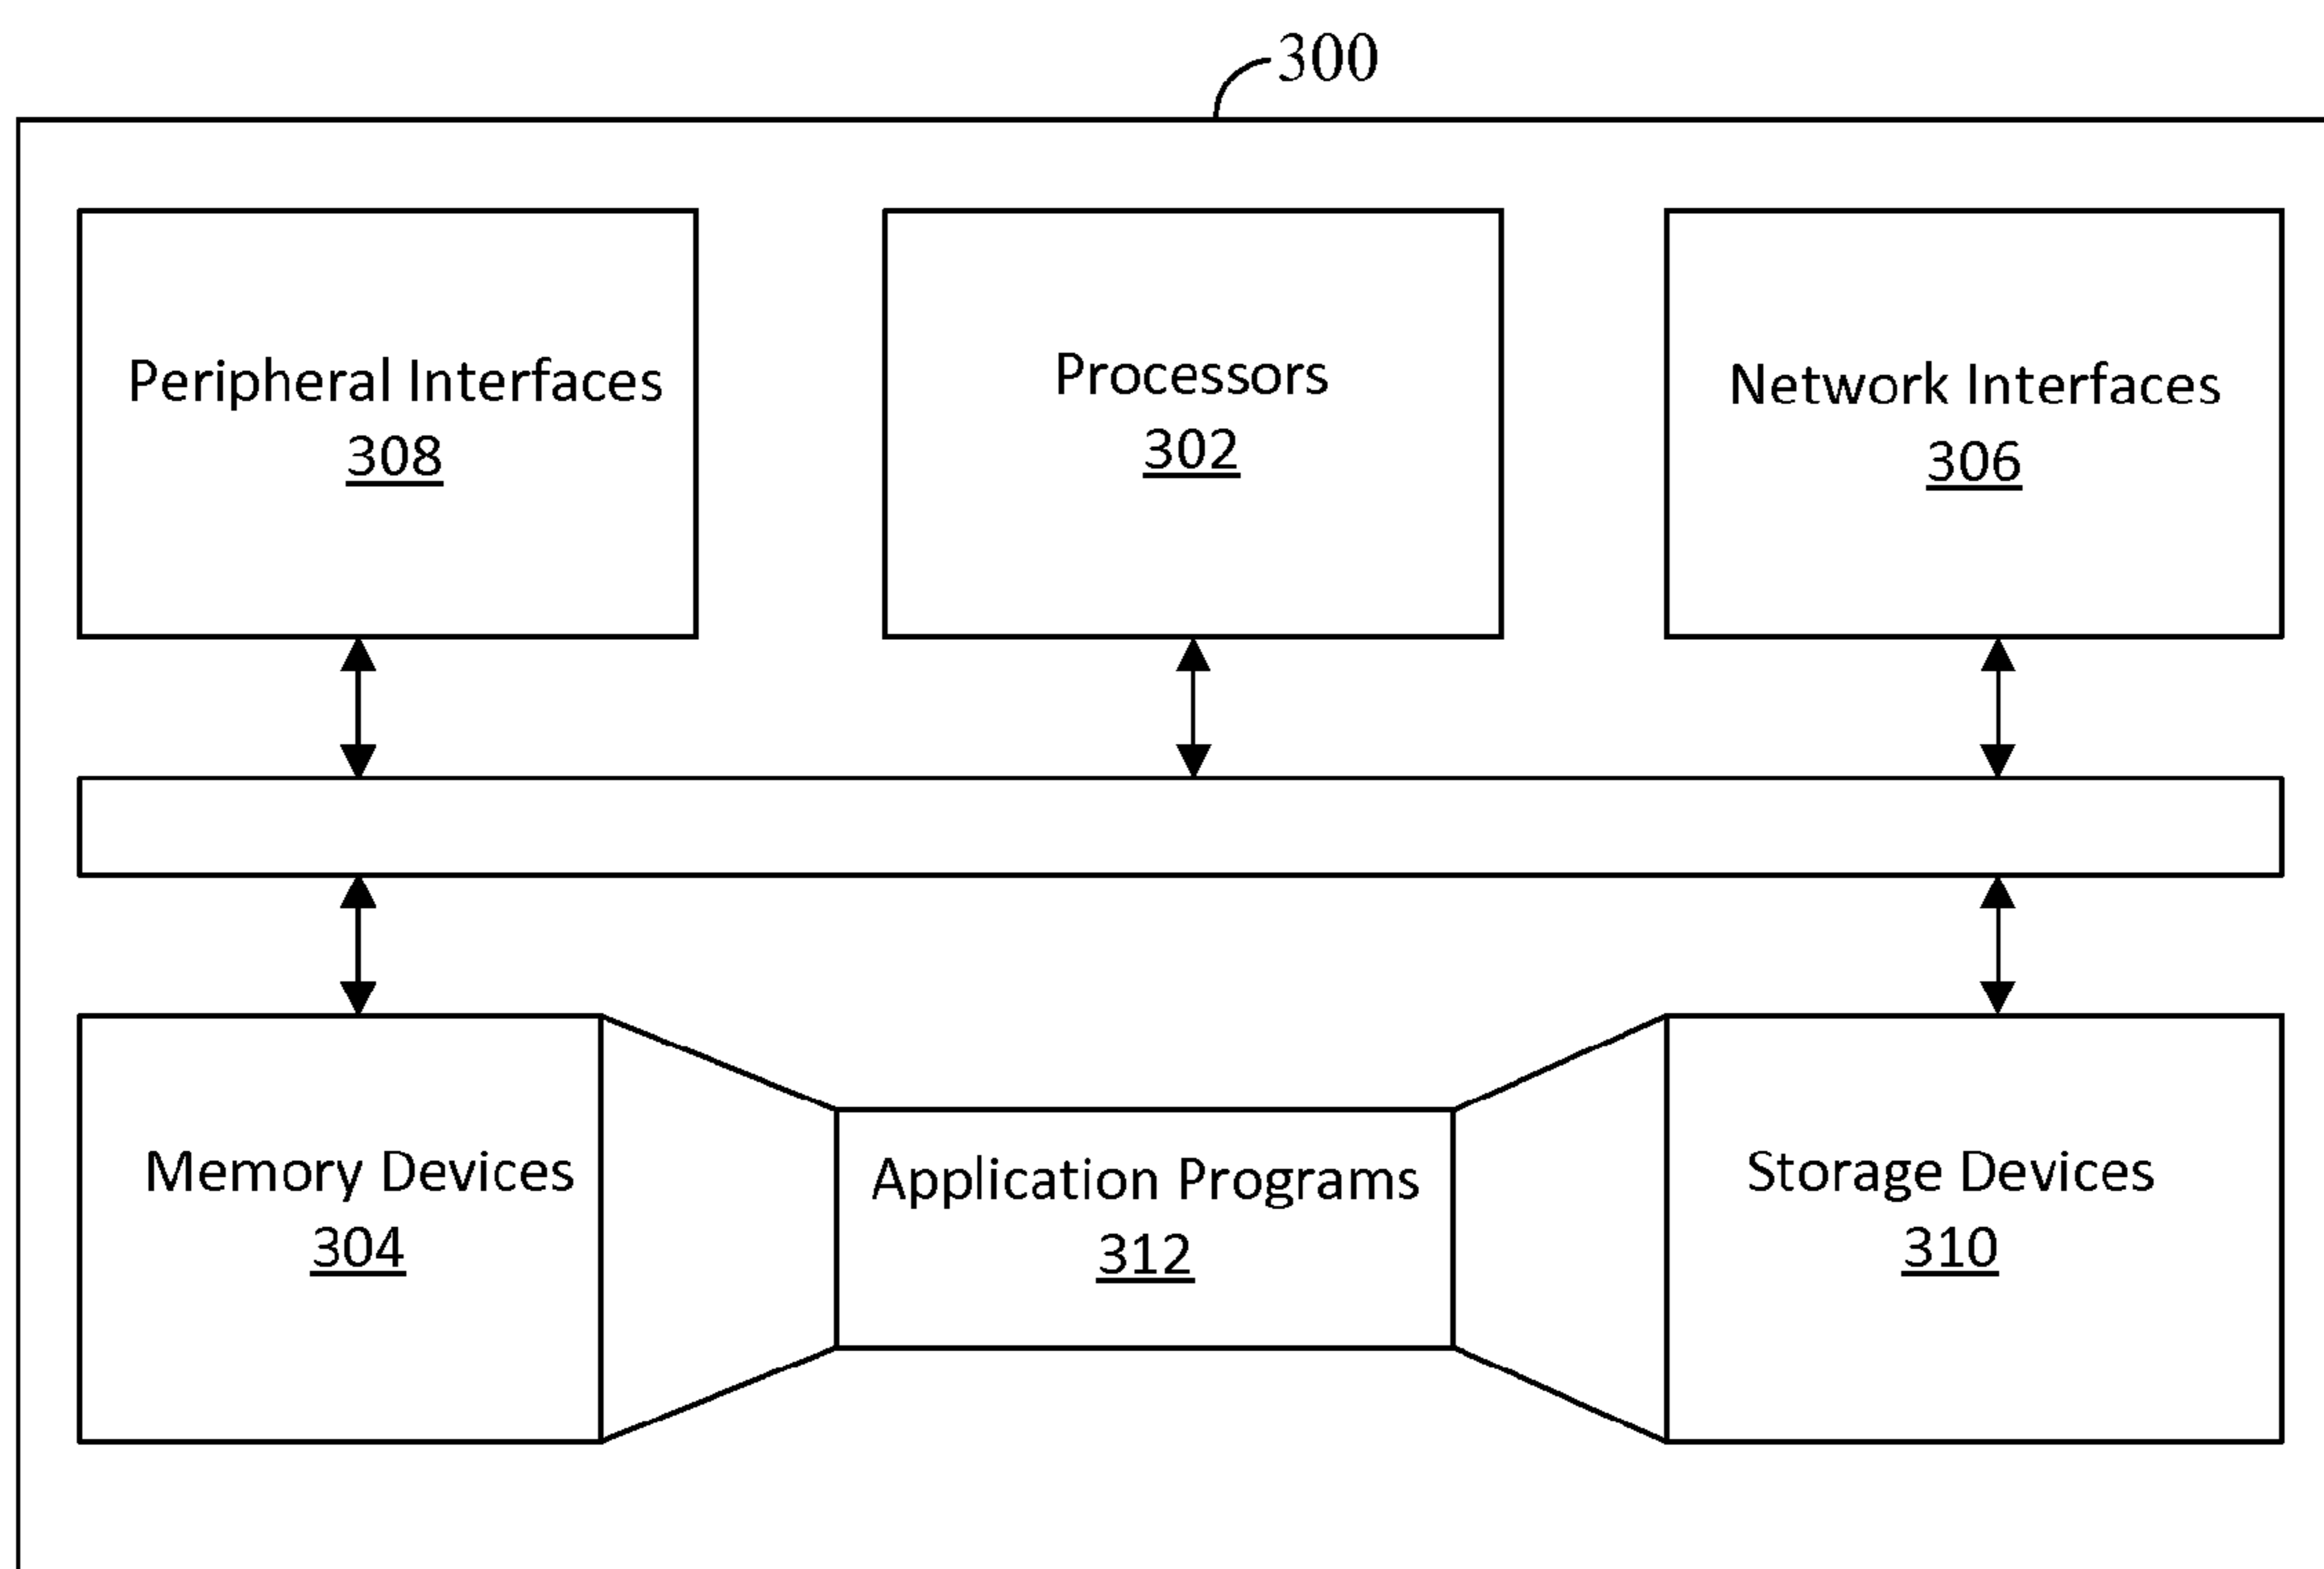 300
Peripheral Interfaces
308
Processors
302
Network Interfaces
306
Memory Devices
304
Application Programs
312
Storage Devices
310